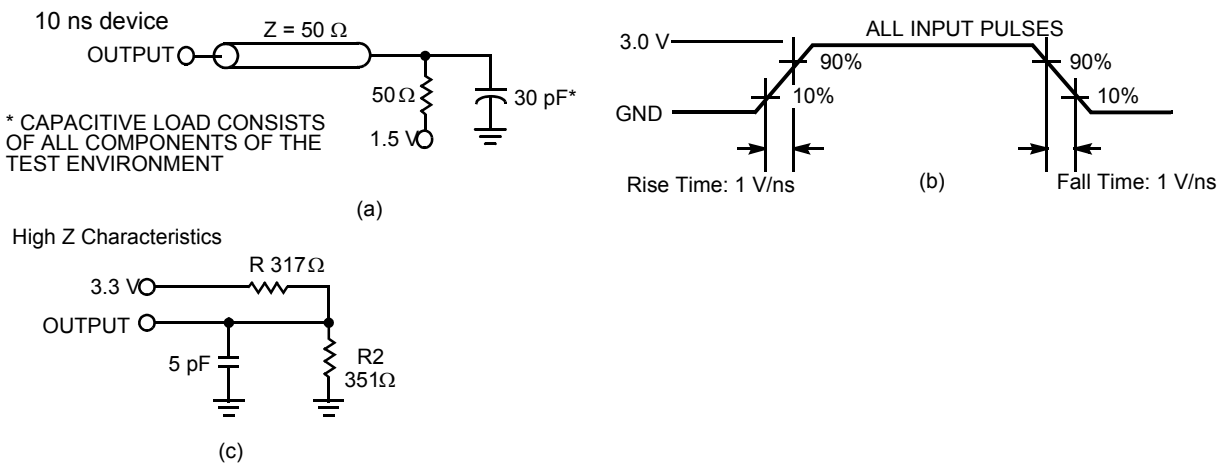 10 ns device
OUTPUT
Z = 50 Ω
50Ω
30 pF*
1.5 V
* CAPACITIVE LOAD CONSISTS
OF ALL COMPONENTS OF THE
TEST ENVIRONMENT
(a)
ALL INPUT PULSES
3.0 V
90%
90%
10%
10%
GND
Rise Time: 1 V/ns
(b)
Fall Time: 1 V/ns
High Z Characteristics
R 317Ω
3.3 V
OUTPUT
5 pF
R2
351Ω
(c)